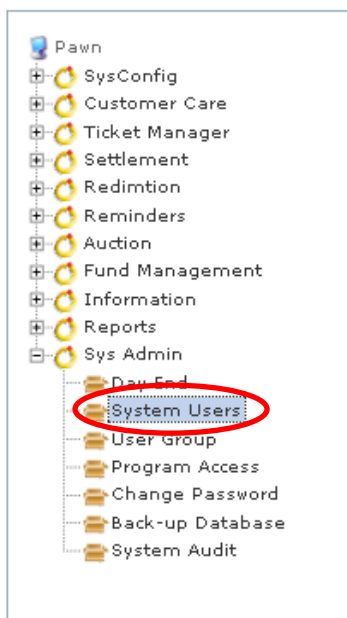 Pawn
SysConfig
Customer Care
Ticket Manager
Settlement
Redimtion
Reminders
Auction
Fund Management
Information
Reports
Sys Admin
Day End
System Users
User Group
Program Access
Change Password
Back-up Database
System Audit